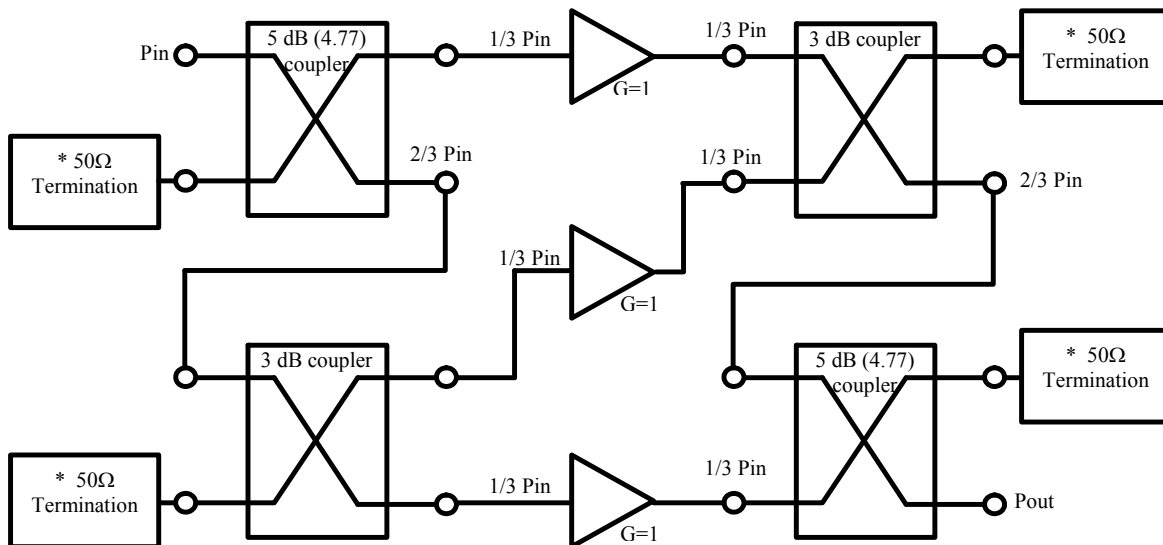 5 dB (4.77)
coupler
Pin
1/3 Pin
G=1
1/3 Pin
3 dB coupler
* 50Ω
Termination
* 50Ω
Termination
2/3 Pin
1/3 Pin
2/3 Pin
1/3 Pin
G=1
3 dB coupler
5 dB (4.77)
coupler
* 50Ω
Termination
* 50Ω
Termination
1/3 Pin
G=1
1/3 Pin
Pout